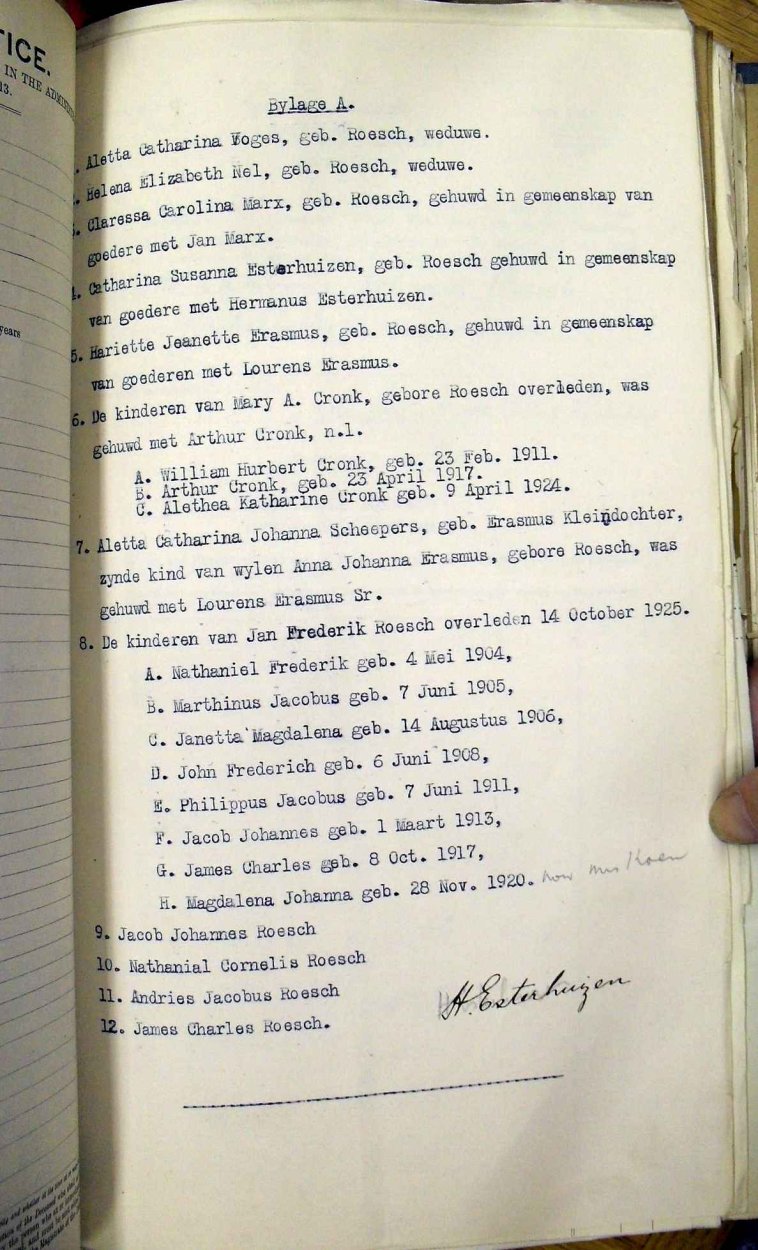 TICE.
IN THE ADMINIS
13.
years
Bylage A.
Aletta Catharina Voges, geb. Roesch, weduwe.
Helena Elizabeth Nel, geb. Roesch, weduwe.
Claressa Carolina Marx, geb. Roesch, gehuwd in gemeenskap van
goedere met Jan Marx.
4. Catharina Susanna Esterhuizen, geb. Roesch gehuwd in gemeenskap
van goedere met Hermanus Esterhuizen.
5. Hariette Jeanette Erasmus, geb. Roesch, gehuwd in gemeenskap
van goederen met Lourens Erasmus.
6. De kinderen van Mary A. Cronk, gebore Roesch overleden, was
gehuwd met Arthur Cronk, n.l.
A. William Hurbert Cronk, geb. 23 Feb. 1911.
B. Arthur Cronk, geb. 23 April 1917.
C. Alethea Katharine Cronk geb. 9 April 1924.
7. Aletta Catharina Johanna Scheepers, geb. Erasmus Kleindochter,
zynde kind van wylen Anna Johanna Erasmus, gebore Roesch, was
gehuwd met Lourens Erasmus Sr.
8. De kinderen van Jan Frederik Roesch overleden 14 October 1925.
A. Nathaniel Frederik geb. 4 Mei 1904,
B. Marthinus Jacobus geb. 7 Juni 1905,
C. Janetta Magdalena geb. 14 Augustus 1906,
D. John Frederich geb. 6 Juni 1908,
E. Philippus Jacobus geb. 7 Juni 1911,
F. Jacob Johannes geb. 1 Maart 1913,
G. James Charles geb. 8 Oct. 1917,
H. Magdalena Johanna geb. 28 Nov. 1920. now mrs Koen
9. Jacob Johannes Roesch
10. Nathanial Cornelis Roesch
11. Andries Jacobus Roesch
12. James Charles Roesch.
H. Esterhuizen